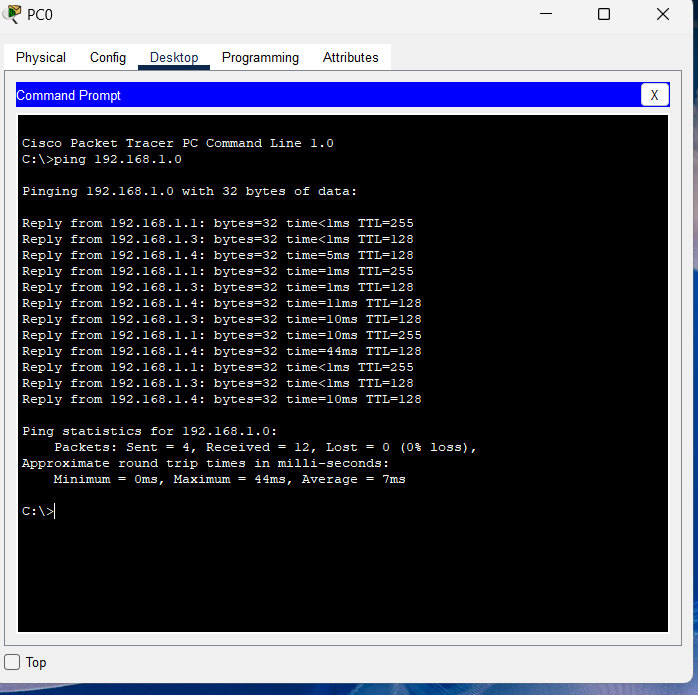 PC0
Physical Config Desktop Programming Attributes
Command Prompt
X
Cisco Packet Tracer PC Command Line 1.0
C:\>ping 192.168.1.0
Pinging 192.168.1.0 with 32 bytes of data:
Reply from 192.168.1.1: bytes=32 time<1ms TTL=255
Reply from 192.168.1.3: bytes=32 time<1ms TTL=128
Reply from 192.168.1.4: bytes=32 time=5ms TTL=128
Reply from 192.168.1.1: bytes=32 time=1ms TTL=255
Reply from 192.168.1.3: bytes=32 time=1ms TTL=128
Reply from 192.168.1.4: bytes=32 time=11ms TTL=128
Reply from 192.168.1.3: bytes=32 time=10ms TTL=128
Reply from 192.168.1.1: bytes=32 time=10ms TTL=255
Reply from 192.168.1.4: bytes=32 time=44ms TTL=128
Reply from 192.168.1.1: bytes=32 time<1ms TTL=255
Reply from 192.168.1.3: bytes=32 time<1ms TTL=128
Reply from 192.168.1.4: bytes=32 time=10ms TTL=128
Ping statistics for 192.168.1.0:
Packets: Sent = 4, Received = 12, Lost = 0 (0% loss),
Approximate round trip times in milli-seconds:
Minimum = 0ms, Maximum = 44ms, Average = 7ms
C:\>
Top